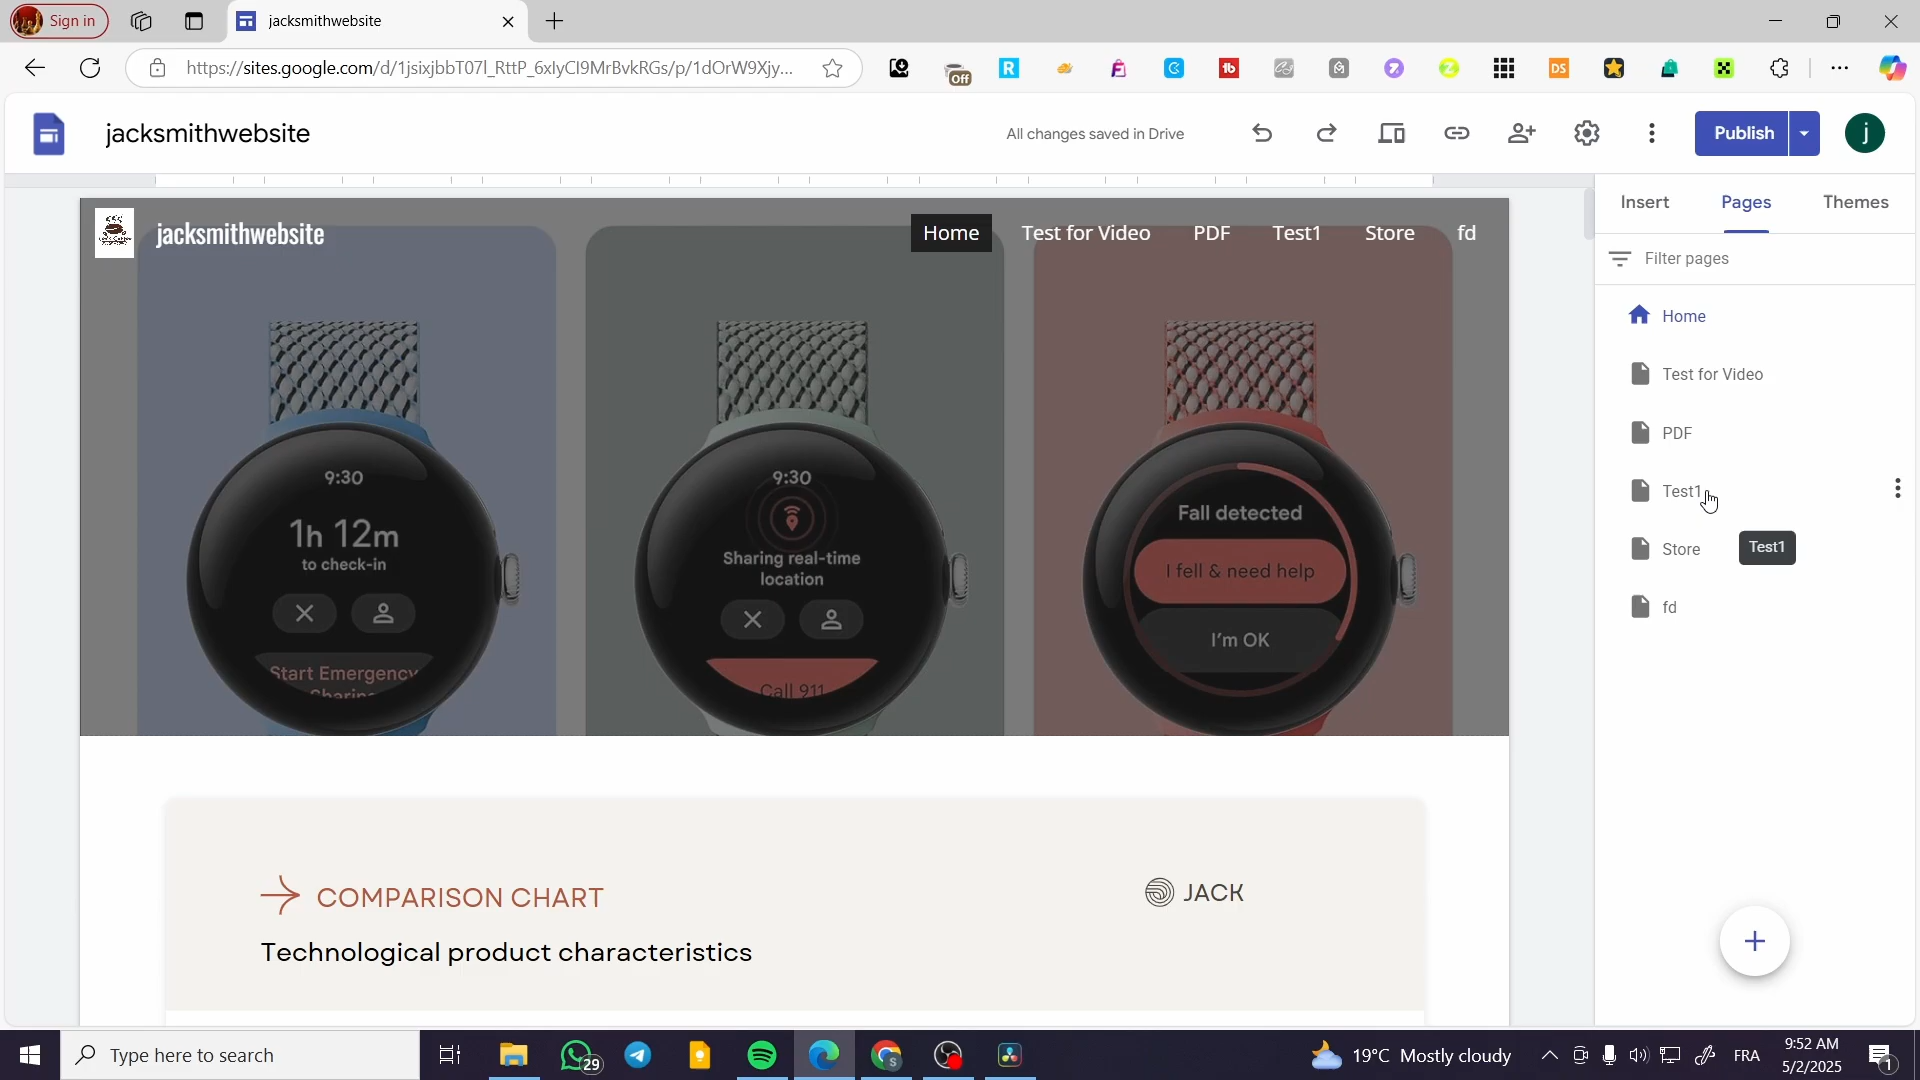 Sign in
jacksmithwebsite
https://sites.google.com/d/1jsixjbbT07l_RttP_6xlyCI9MrBvkRGs/p/1dOrW9Xjy...
Off
jacksmithwebsite
All changes saved in Drive
Publish
j
Insert
Pages
Themes
jacksmithwebsite
Home
Test for Video
PDF
Test1
Store
fd
Filter pages
Home
Test for Video
PDF
Test1
Store
Test1
fd
9:30
1h 12m
to check-in
Start Emergency
Sharing
9:30
Sharing real-time
location
Call 911
Fall detected
I fell & need help
I'm OK
COMPARISON CHART
JACK
Technological product characteristics
Type here to search
29
19°C Mostly cloudy
FRA
9:52 AM
5/2/2025
1